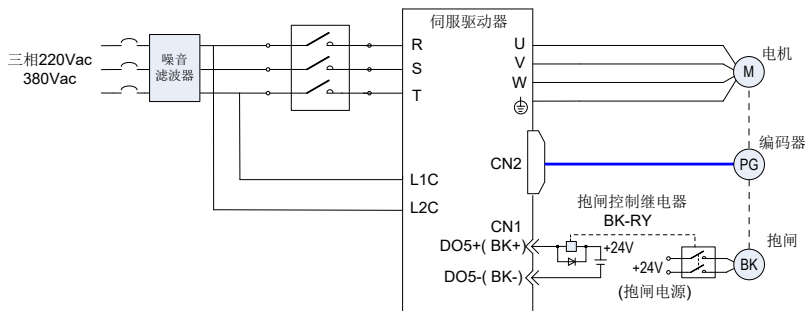 伺服驱动器
三相220Vac
380Vac
噪音
滤波器
R
S
T
L1C
L2C
U
V
W
M
电机
CN2
PG
编码器
CN1
DO5+( BK+)
DO5-( BK-)
抱闸控制继电器
BK-RY
+24V
+24V
(抱闸电源)
BK
抱闸